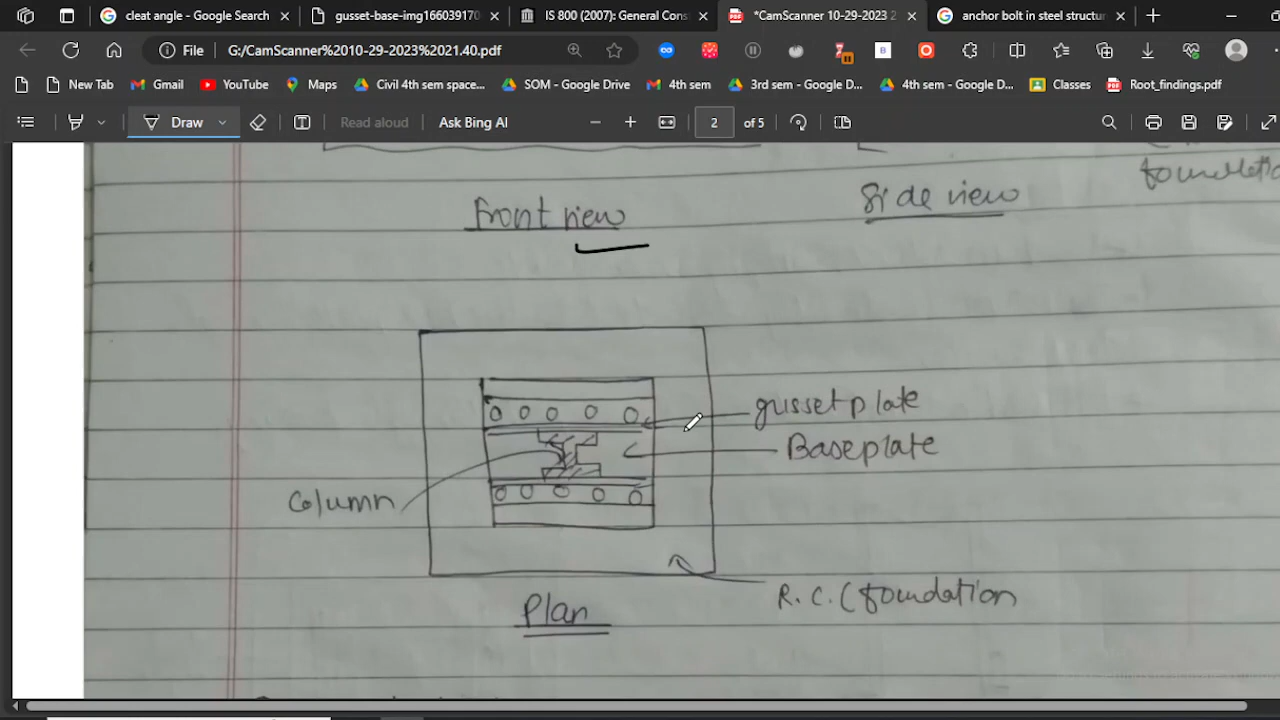 cleat angle - Google Search
gusset-base-img166039170
IS 800 (2007): General Const
*CamScanner 10-29-2023 2
anchor bolt in steel structur
File
G:/CamScanner%2010-29-2023%2021.40.pdf
New Tab
Gmail
YouTube
Maps
Civil 4th sem space...
SOM - Google Drive
4th sem
3rd sem - Google D...
4th sem - Google D...
Classes
Root_findings.pdf
Draw
Read aloud
Ask Bing AI
2
of 5
Front view
Side view
gusset plate
Baseplate
Column
R.C.C foundation
Plan